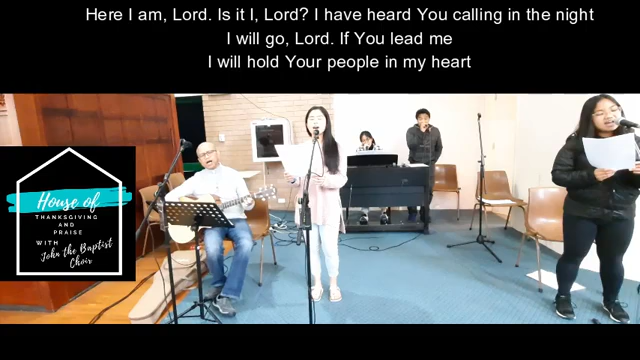 Here I am, Lord. Is it I, Lord? I have heard You calling in the night
I will go, Lord. If You lead me
I will hold Your people in my heart
House of
THANKSGIVING
AND
PRAISE
WITH
John the Baptist
Choir